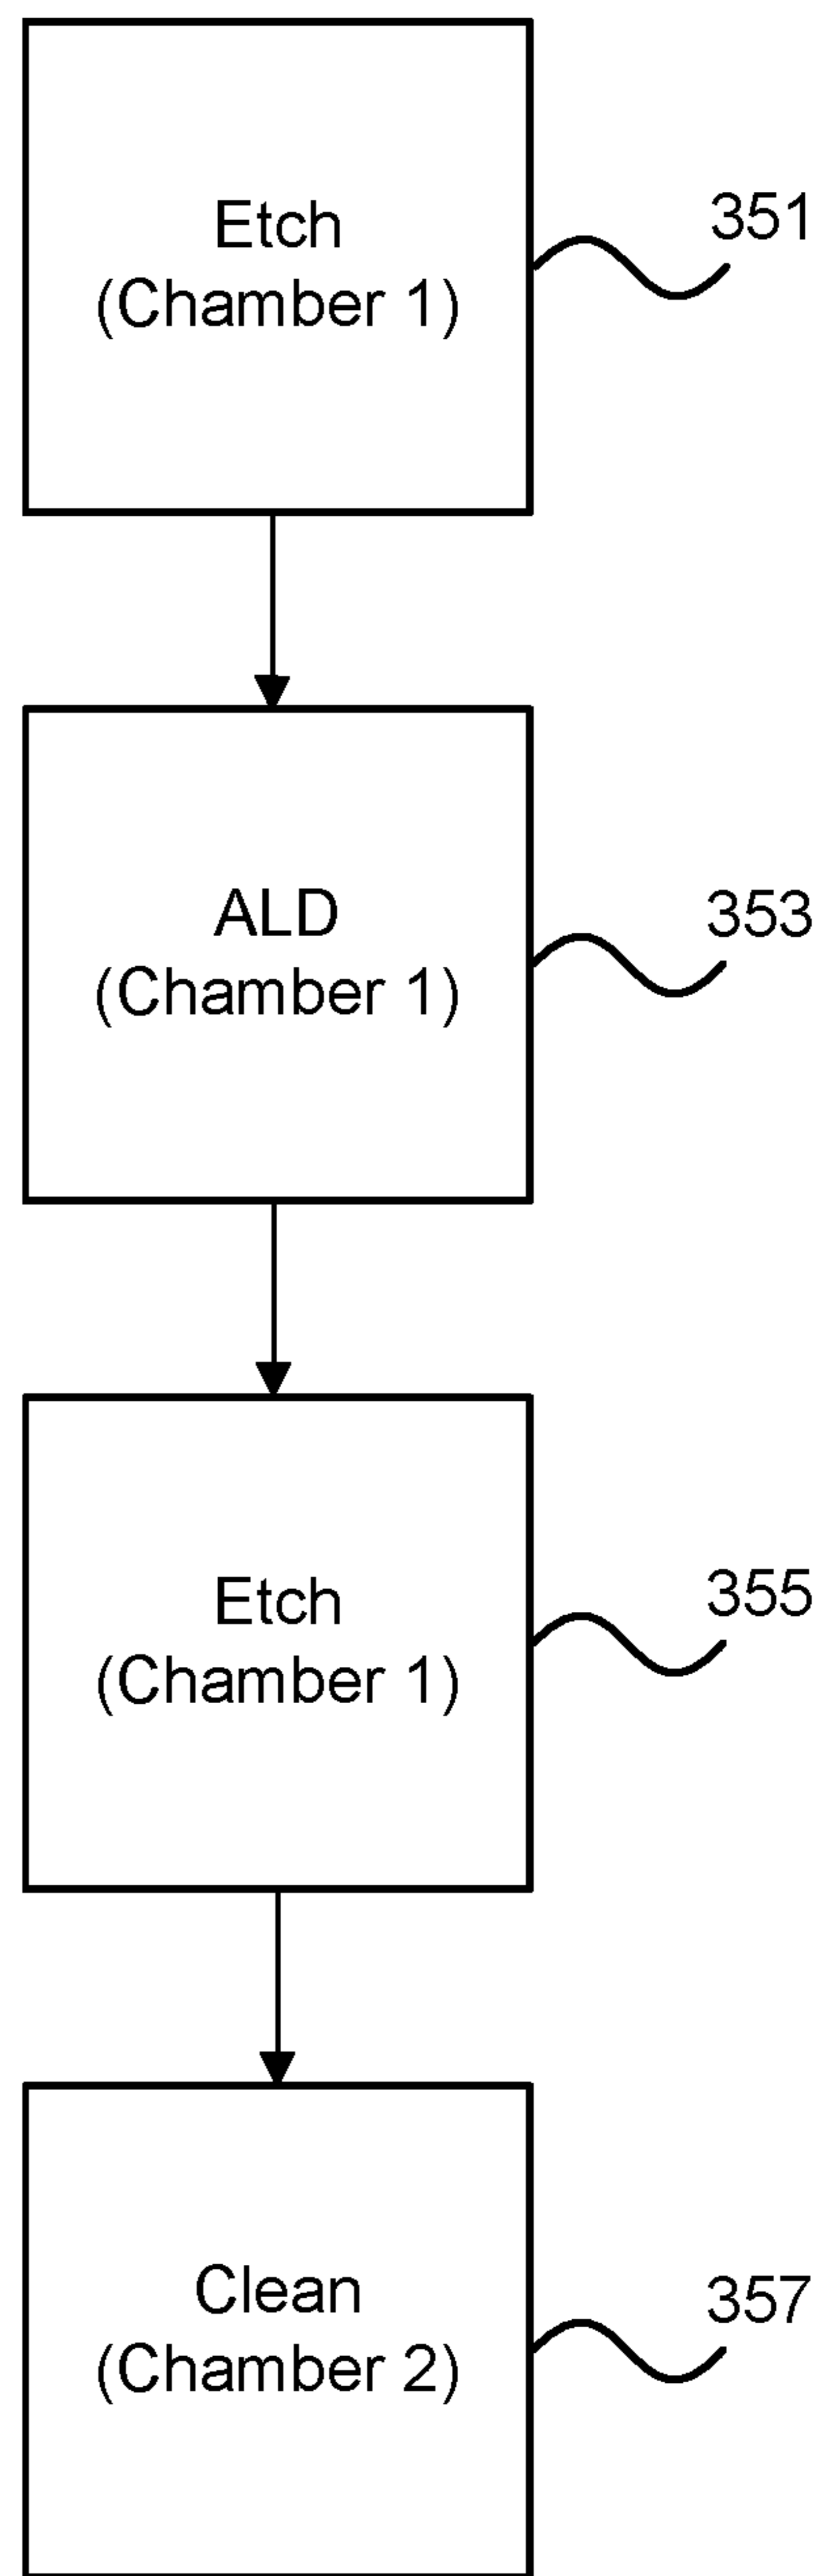 Etch
(Chamber 1)
351
ALD
(Chamber 1)
353
Etch
(Chamber 1)
355
Clean
(Chamber 2)
357